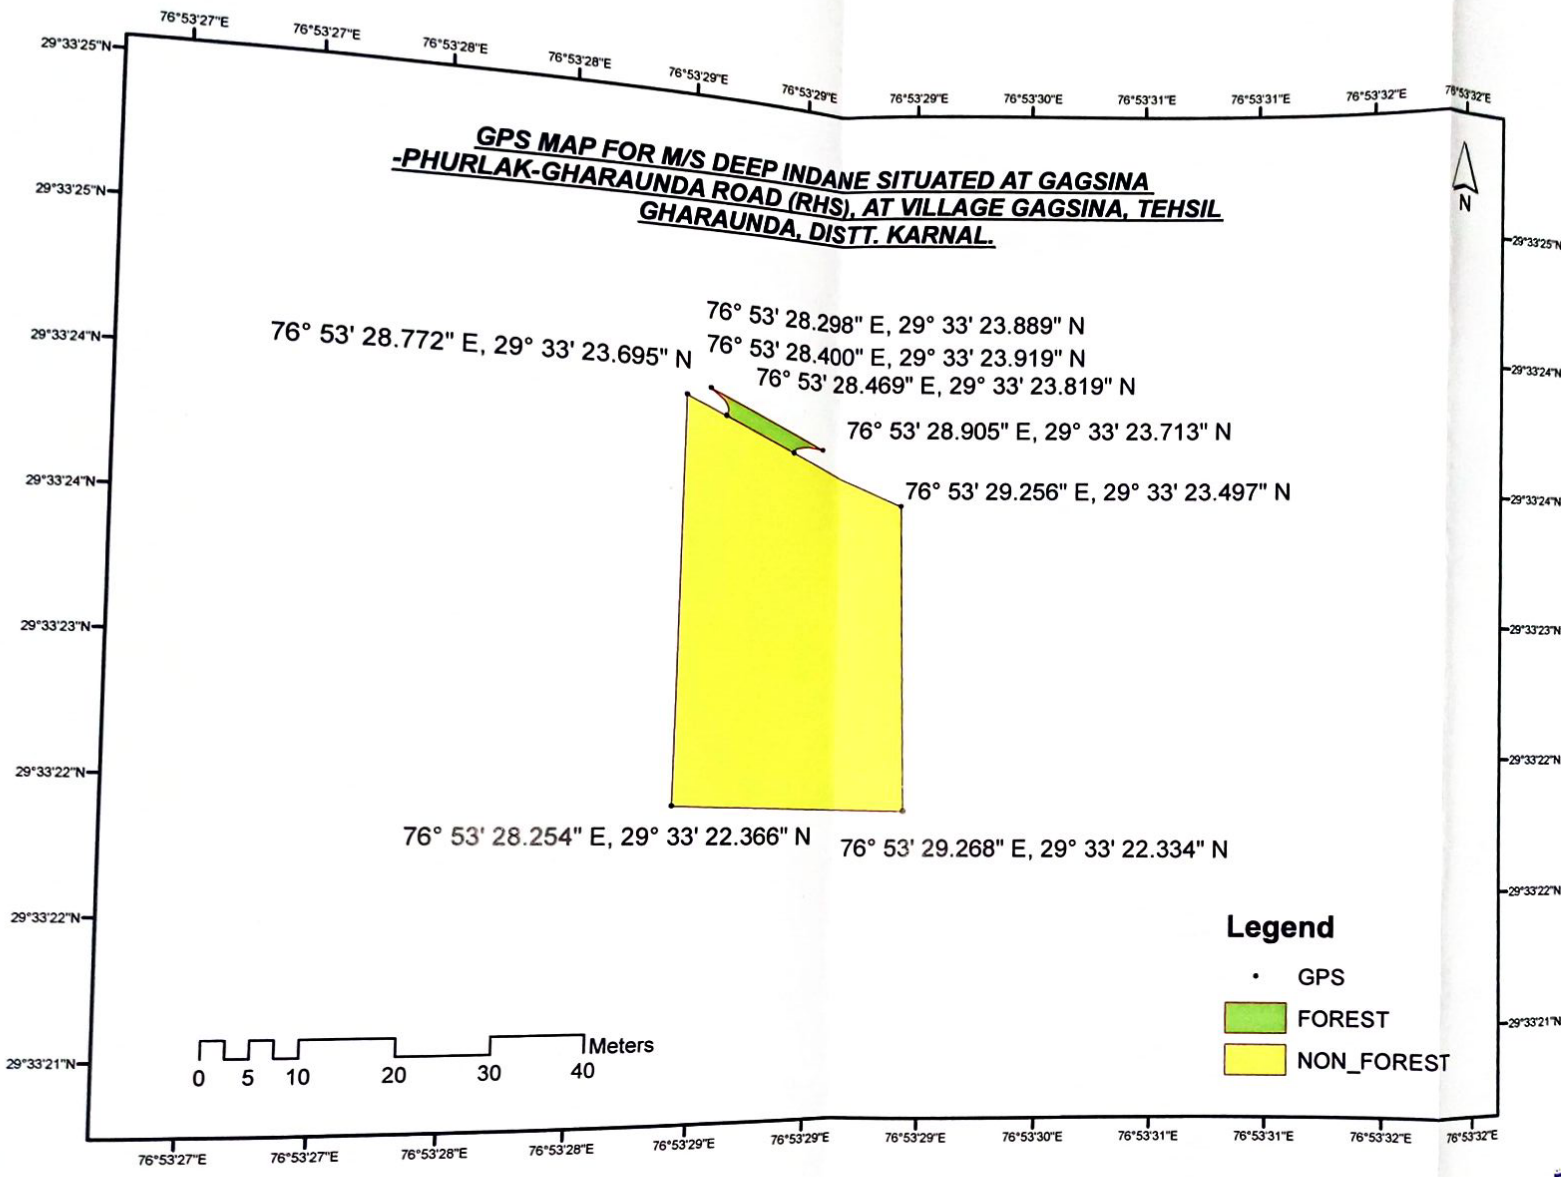 76°53'27"E 76°53'27"E 76°53'28"E 76°53'28"E 76°53'29"E 76°53'29"E 76°53'29"E 76°53'30"E 76°53'31"E 76°53'31"E 76°53'32"E 76°53'32"E
29°33'25"N
GPS MAP FOR M/S DEEP INDANE SITUATED AT GAGSINA
-PHURLAK-GHARAUNDA ROAD (RHS), AT VILLAGE GAGSINA, TEHSIL
GHARAUNDA, DISTT. KARNAL.
N
29°33'25"N
29°33'25"N
76° 53' 28.298" E, 29° 33' 23.889" N
76° 53' 28.772" E, 29° 33' 23.695" N
76° 53' 28.400" E, 29° 33' 23.919" N
29°33'24"N
29°33'24"N
76° 53' 28.469" E, 29° 33' 23.819" N
76° 53' 28.905" E, 29° 33' 23.713" N
29°33'24"N
76° 53' 29.256" E, 29° 33' 23.497" N
29°33'24"N
29°33'23"N
29°33'23"N
29°33'22"N
29°33'22"N
76° 53' 28.254" E, 29° 33' 22.366" N
76° 53' 29.268" E, 29° 33' 22.334" N
29°33'22"N
29°33'22"N
Legend
GPS
FOREST
NON_FOREST
29°33'21"N
29°33'21"N
Meters
0 5 10 20 30 40
76°53'27"E 76°53'27"E 76°53'28"E 76°53'28"E 76°53'29"E 76°53'29"E 76°53'29"E 76°53'30"E 76°53'31"E 76°53'31"E 76°53'32"E 76°53'32"E